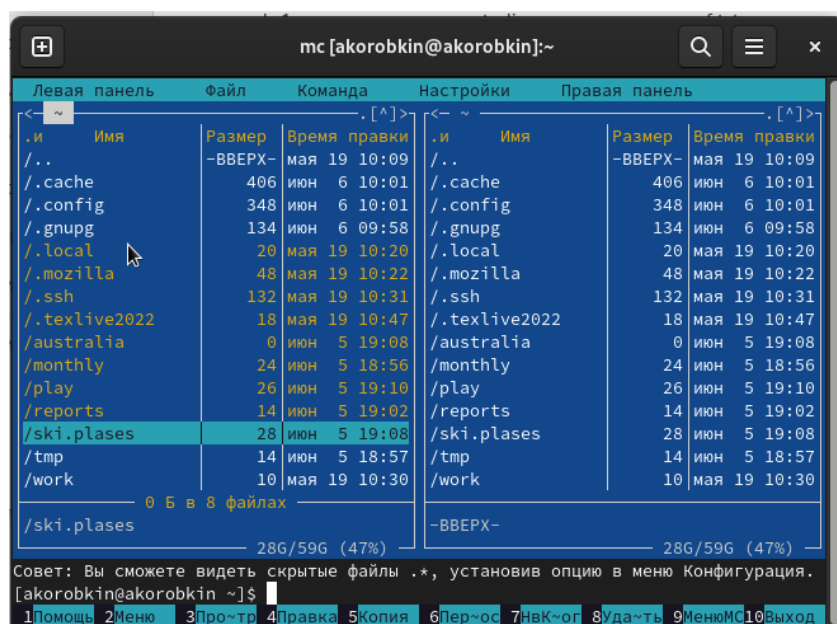 mc [akorobkin@akorobkin]:~
Левая панель Файл Команда Настройки Правая панель
<— ~ .[^]> <— ~ .[^]>
.и Имя Размер Время правки .и Имя Размер Время правки
/.. -ВВЕРХ- мая 19 10:09 /.. -ВВЕРХ- мая 19 10:09
/.cache 406 июн 6 10:01 /.cache 406 июн 6 10:01
/.config 348 июн 6 10:01 /.config 348 июн 6 10:01
/.gnupg 134 июн 6 09:58 /.gnupg 134 июн 6 09:58
/.local 20 мая 19 10:20 /.local 20 мая 19 10:20
/.mozilla 48 мая 19 10:22 /.mozilla 48 мая 19 10:22
/.ssh 132 мая 19 10:31 /.ssh 132 мая 19 10:31
/.texlive2022 18 мая 19 10:47 /.texlive2022 18 мая 19 10:47
/australia 0 июн 5 19:08 /australia 0 июн 5 19:08
/monthly 24 июн 5 18:56 /monthly 24 июн 5 18:56
/play 26 июн 5 19:10 /play 26 июн 5 19:10
/reports 14 июн 5 19:02 /reports 14 июн 5 19:02
/ski.plases 28 июн 5 19:08 /ski.plases 28 июн 5 19:08
/tmp 14 июн 5 18:57 /tmp 14 июн 5 18:57
/work 10 мая 19 10:30 /work 10 мая 19 10:30
0 Б в 8 файлах
/ski.plases -ВВЕРХ-
28G/59G (47%) 28G/59G (47%)
Совет: Вы сможете видеть скрытые файлы .*, установив опцию в меню Конфигурация.
[akorobkin@akorobkin ~]$
1Помощь 2Меню 3Про~тр 4Правка 5Копия 6Пер~ос 7НвК~ог 8Уда~ть 9МенюМС 10Выход